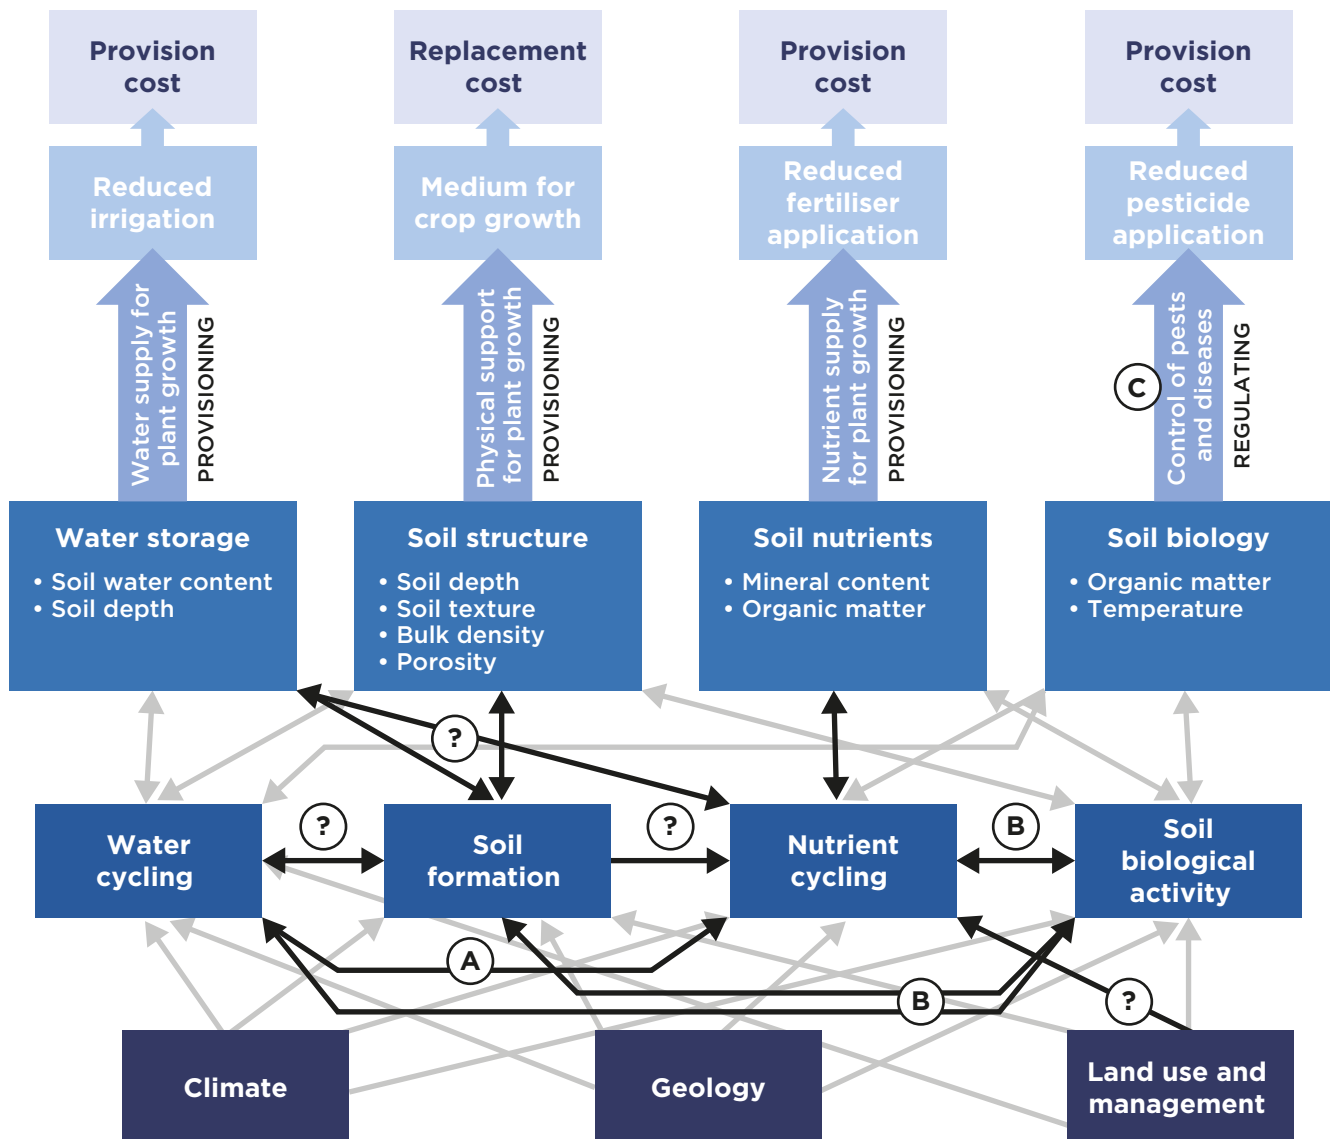 Provision
cost
Replacement
cost
Provision
cost
Provision
cost
Reduced
irrigation
Medium for
crop growth
Reduced
fertiliser
application
Reduced
pesticide
application
Water supply for
plant growth
PROVISIONING
Physical support
for plant growth
PROVISIONING
Nutrient supply
for plant growth
PROVISIONING
C
Control of pests
and diseases
REGULATING
Water storage
• Soil water content
• Soil depth
Soil structure
• Soil depth
• Soil texture
• Bulk density
• Porosity
Soil nutrients
• Mineral content
• Organic matter
Soil biology
• Organic matter
• Temperature
?
Water
cycling
?
Soil
formation
?
Nutrient
cycling
B
Soil
biological
activity
A
B
?
Climate
Geology
Land use and
management